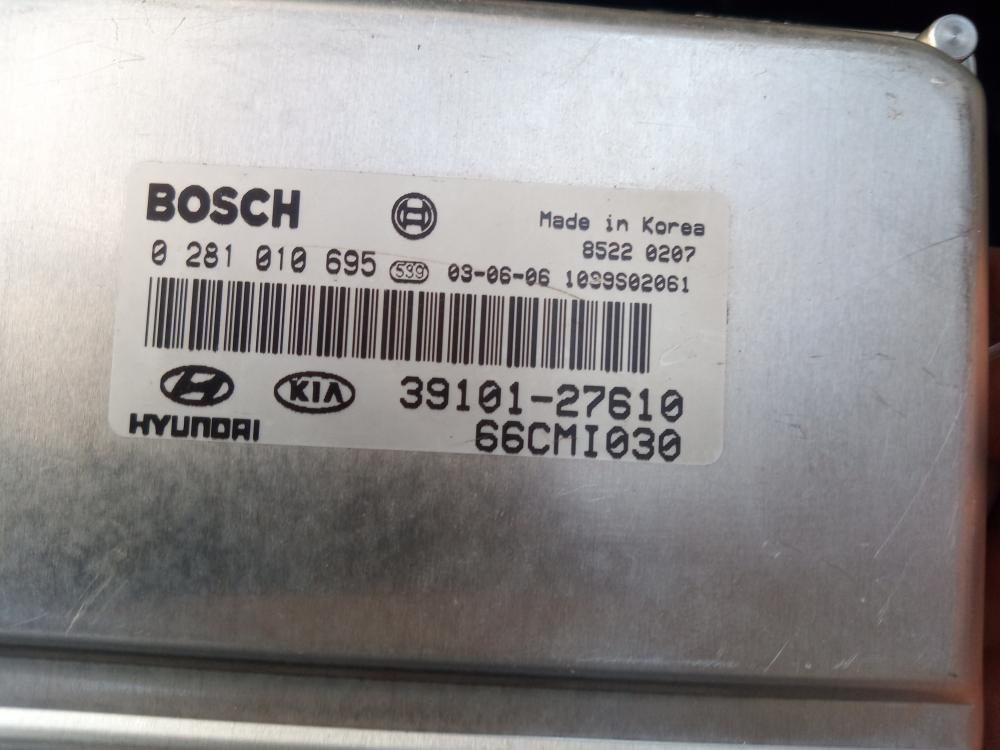 BOSCH
Made in Korea
8522 0207
0 281 010 695 539 03-06-06 1039S02061
KIA 39101-27610
HYUNDAI 66CMI030